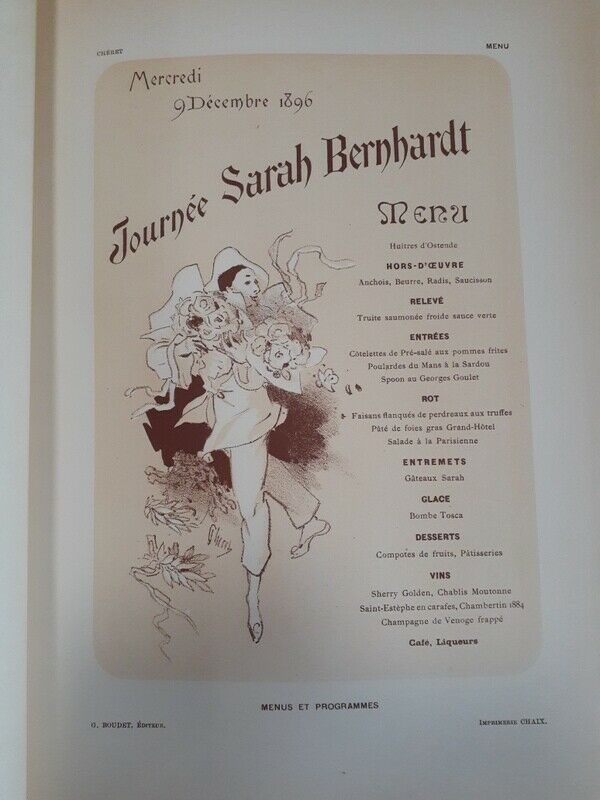 CHÉRET
MENU
Mercredi
9 Décembre 1896
Journée Sarah Bernhardt
MENU
Huîtres d'Ostende
HORS-D'ŒUVRE
Anchois, Beurre, Radis, Saucisson
RELEVÉ
Truite saumonée froide sauce verte
ENTRÉES
Côtelettes de Pré-salé aux pommes frites
Poulardes du Mans à la Sardou
Spoon au Georges Goulet
ROT
Faisans flanqués de perdreaux aux truffes
Pâté de foies gras Grand-Hôtel
Salade à la Parisienne
ENTREMETS
Gâteaux Sarah
GLACE
Bombe Tosca
DESSERTS
Compotes de fruits, Pâtisseries
VINS
Sherry Golden, Chablis Moutonne
Saint-Estèphe en carafes, Chambertin 1884
Champagne de Venoge frappé
Café, Liqueurs
Chéret
MENUS ET PROGRAMMES
G. BOUDET, ÉDITEUR.
IMPRIMERIE CHAIX.